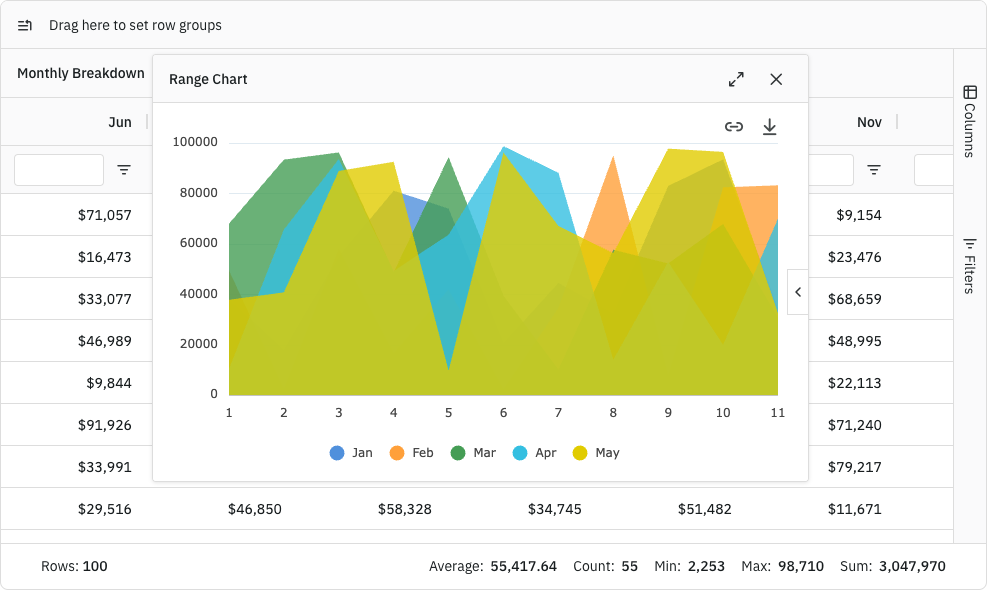 Drag here to set row groups
Monthly Breakdown
Range Chart
Jun
Nov
Columns
Filters
100000
80000
60000
40000
20000
0
1 2 3 4 5 6 7 8 9 10 11
Jan Feb Mar Apr May
$71,057 $9,154
$16,473 $23,476
$33,077 $68,659
$46,989 $48,995
$9,844 $22,113
$91,926 $71,240
$33,991 $79,217
$29,516 $46,850 $58,328 $34,745 $51,482 $11,671
Rows: 100 Average: 55,417.64 Count: 55 Min: 2,253 Max: 98,710 Sum: 3,047,970